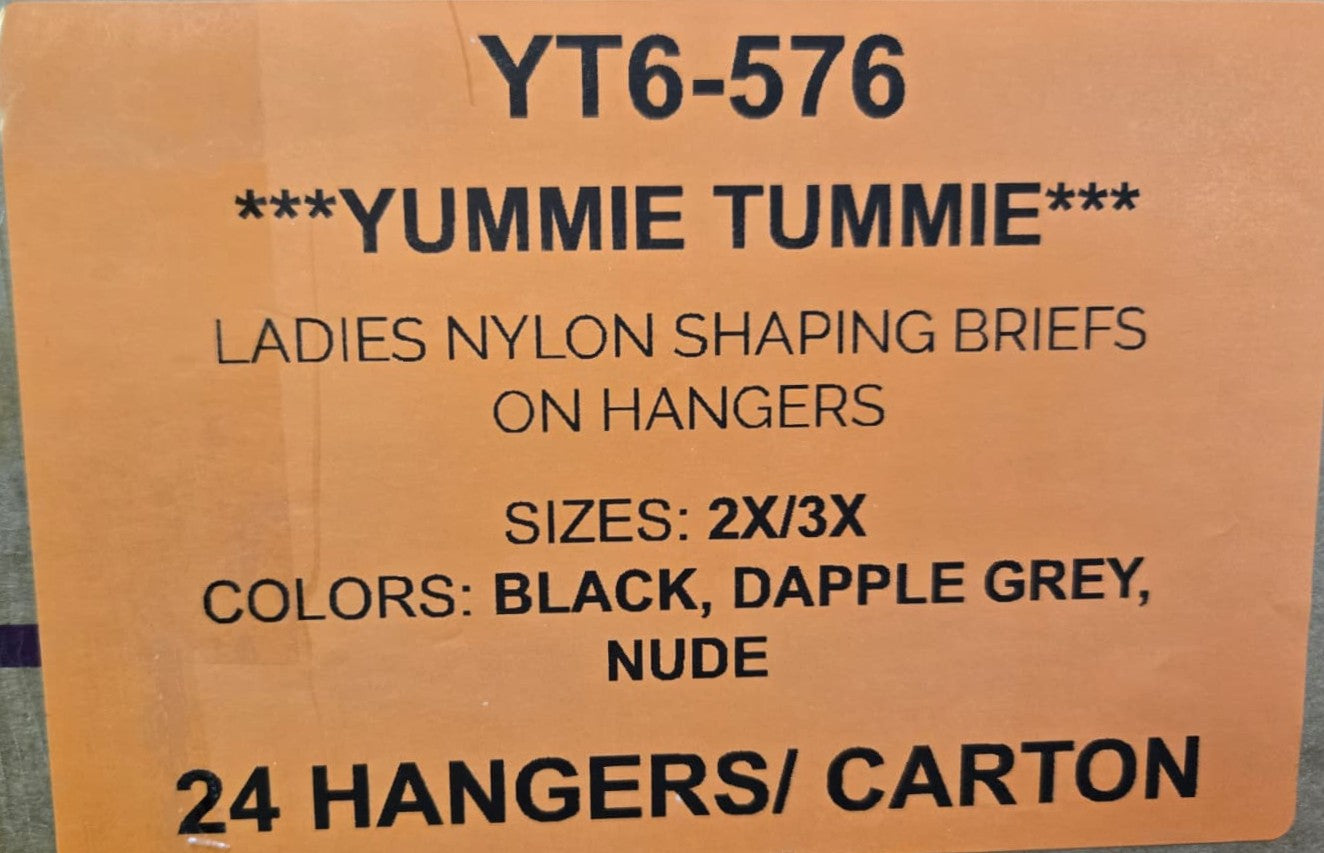 YT6-576
***YUMMIE TUMMIE***
LADIES NYLON SHAPING BRIEFS
ON HANGERS
SIZES: 2X/3X
COLORS: BLACK, DAPPLE GREY,
NUDE
24 HANGERS/ CARTON